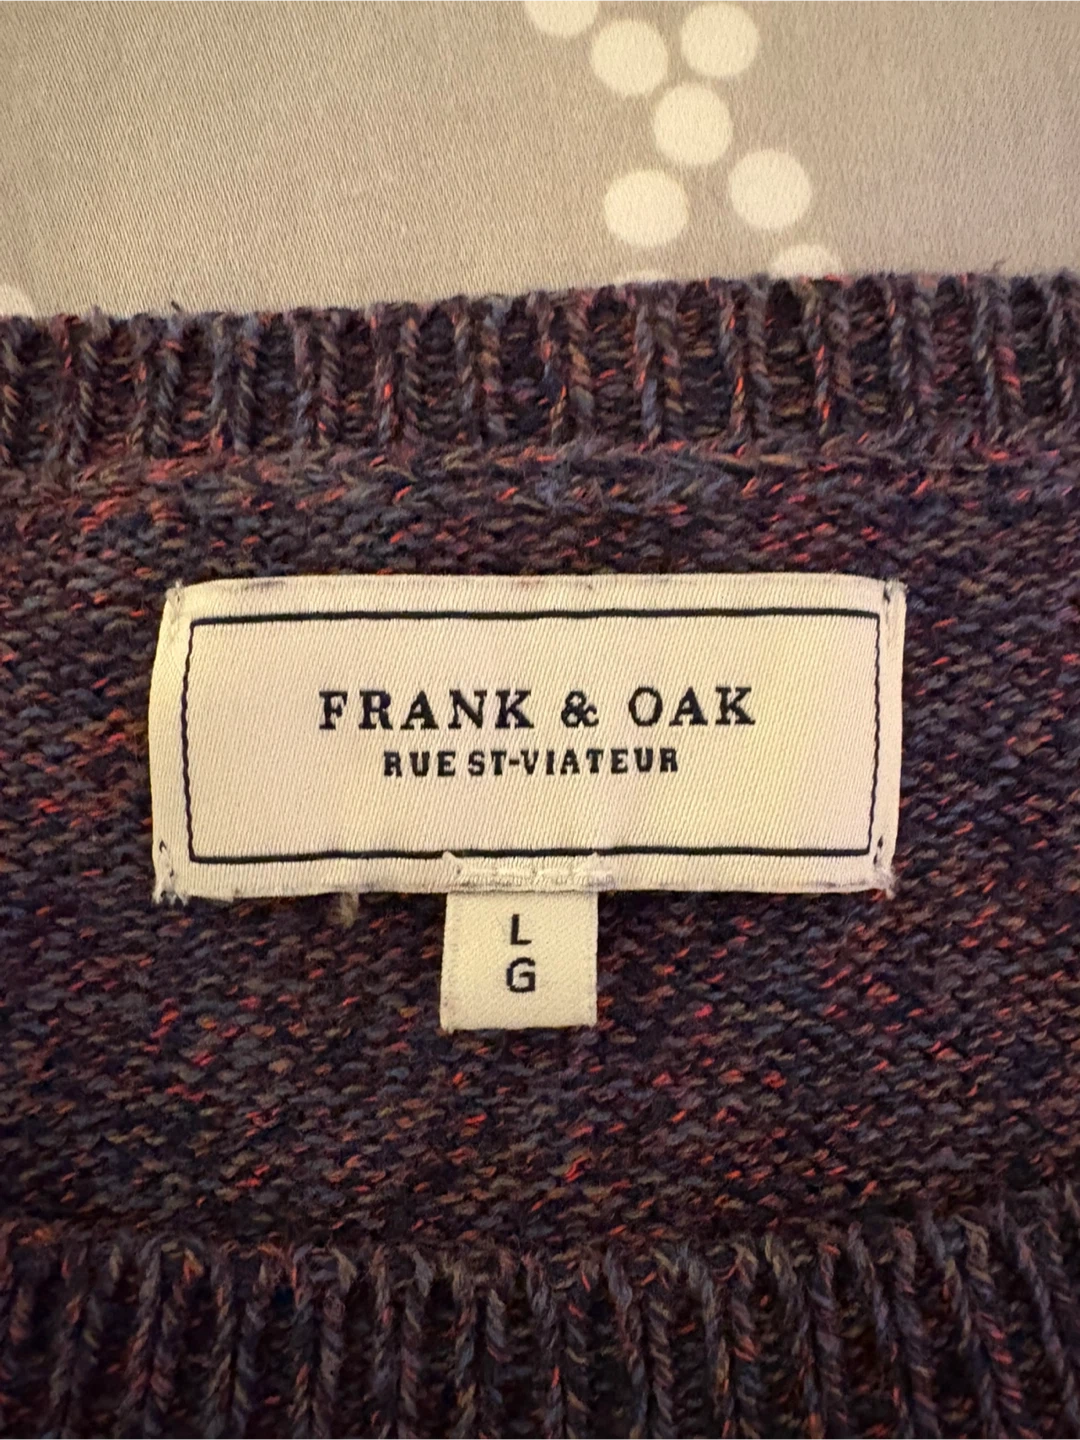 FRANK & OAK
RUE ST-VIATEUR
L
G